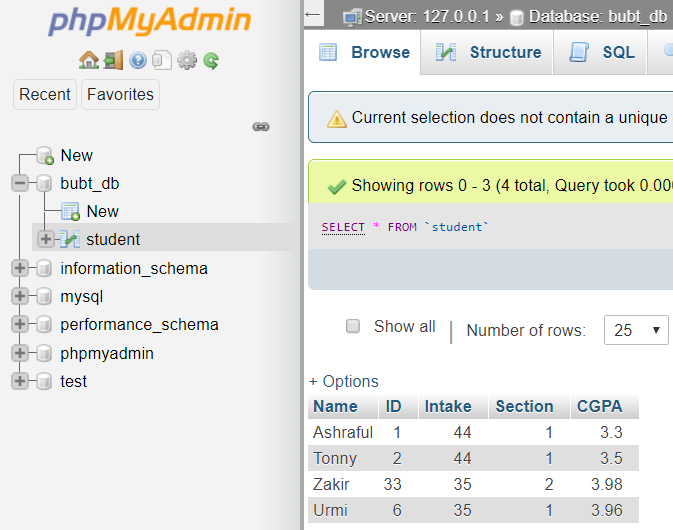 phpMyAdmin
Recent Favorites
New
bubt_db
New
student
information_schema
mysql
performance_schema
phpmyadmin
test
Server: 127.0.0.1 » Database: bubt_db
Browse Structure SQL
Current selection does not contain a unique
Showing rows 0 - 3 (4 total, Query took 0.00
SELECT * FROM `student`
Show all Number of rows: 25
+ Options
Name ID Intake Section CGPA
Ashraful 1 44 1 3.3
Tonny 2 44 1 3.5
Zakir 33 35 2 3.98
Urmi 6 35 1 3.96